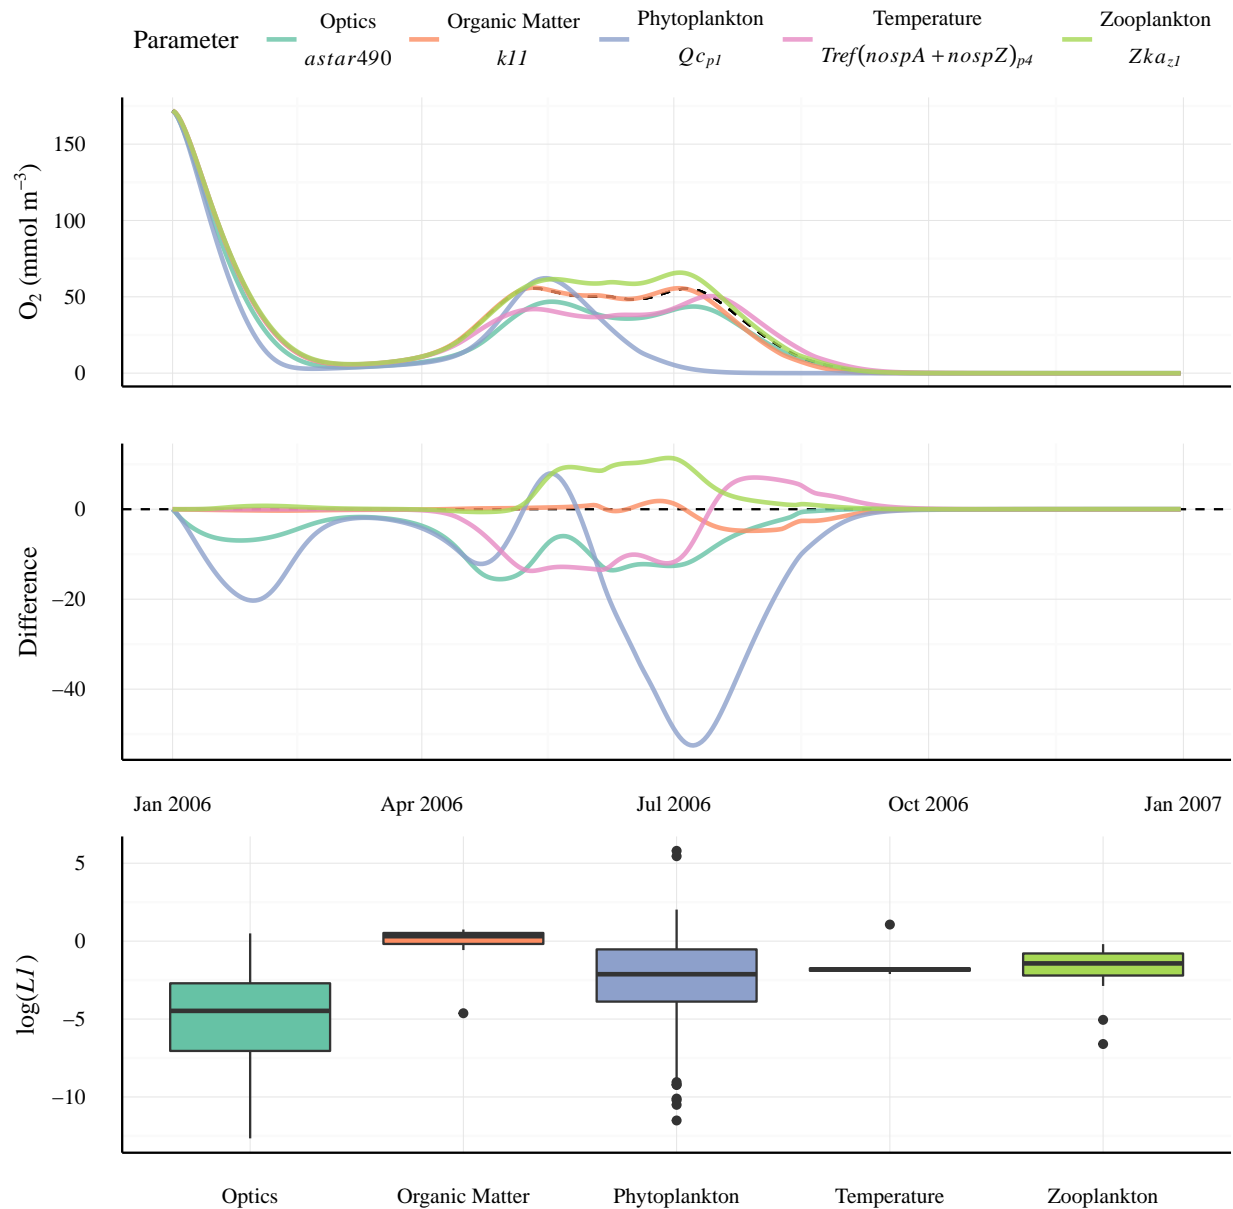 Parameter
Optics
astar490
Organic Matter
k11
Phytoplankton
Qc_p1
Temperature
Tref(nospA + nospZ)_p4
Zooplankton
Zka_z1
O₂ (mmol m⁻³)
150
100
50
0
Difference
0
−20
−40
Jan 2006
Apr 2006
Jul 2006
Oct 2006
Jan 2007
log(L1)
5
0
−5
−10
Optics
Organic Matter
Phytoplankton
Temperature
Zooplankton